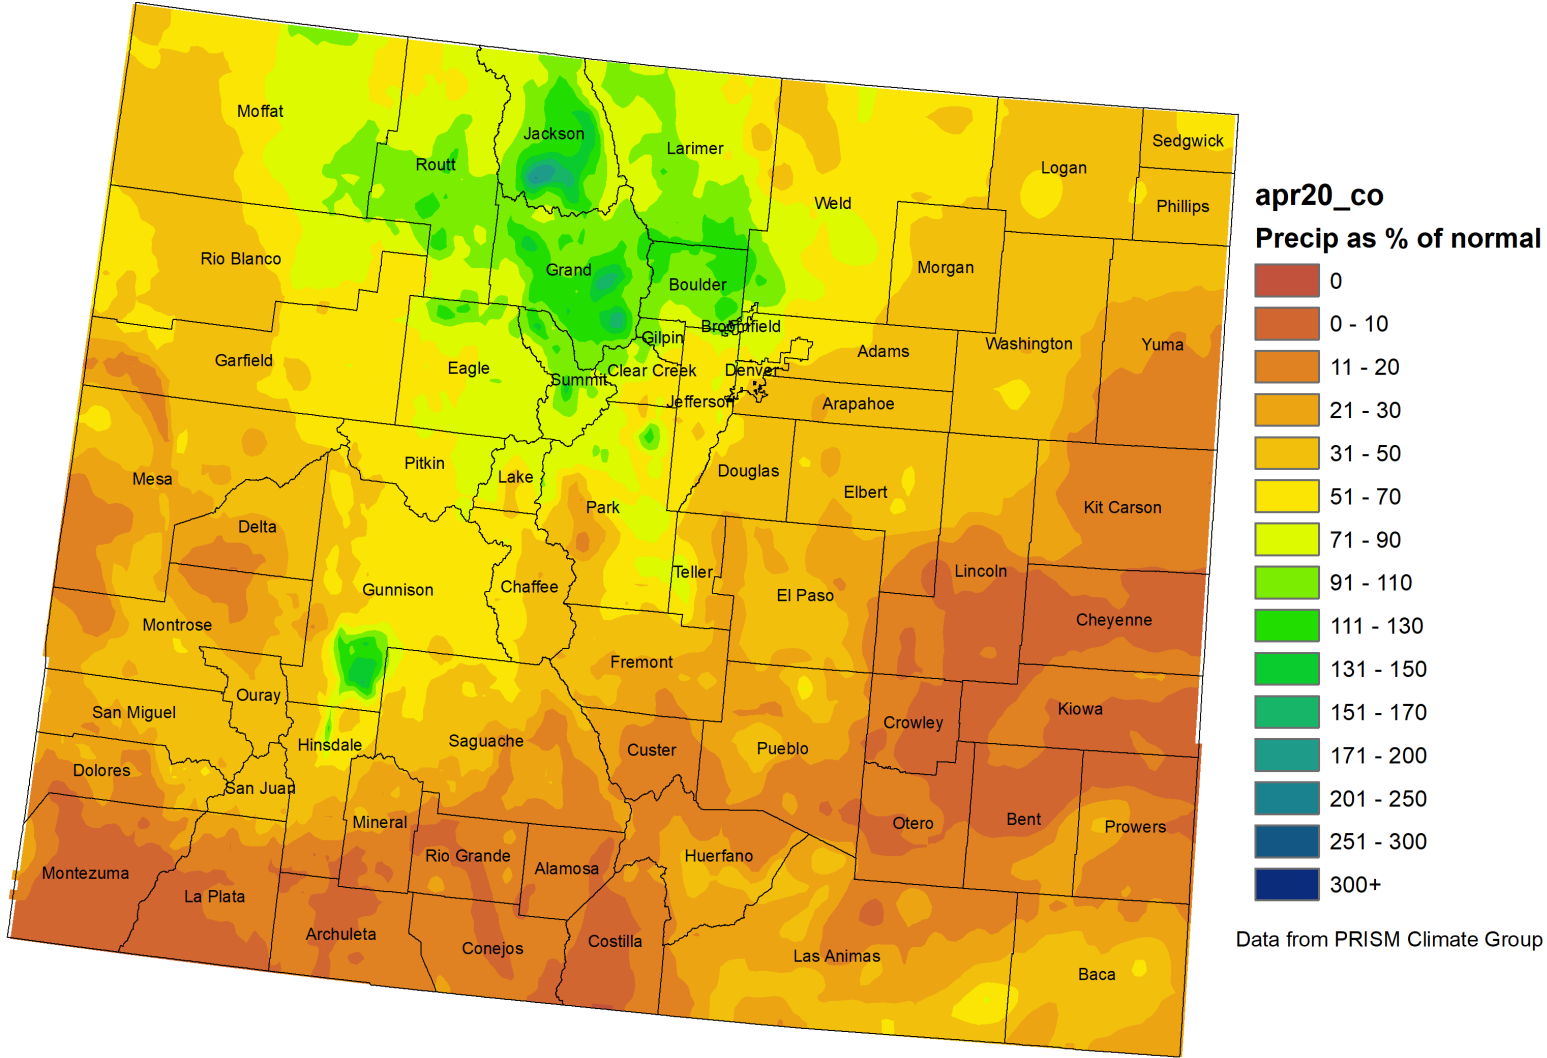 apr20_co
Precip as % of normal
0
0 - 10
11 - 20
21 - 30
31 - 50
51 - 70
71 - 90
91 - 110
111 - 130
131 - 150
151 - 170
171 - 200
201 - 250
251 - 300
300+
Data from PRISM Climate Group
Moffat
Routt
Jackson
Larimer
Weld
Logan
Sedgwick
Phillips
Rio Blanco
Grand
Boulder
Morgan
Broomfield
Gilpin
Garfield
Eagle
Summit
Clear Creek
Denver
Adams
Washington
Yuma
Jefferson
Arapahoe
Mesa
Pitkin
Lake
Park
Douglas
Elbert
Kit Carson
Delta
Gunnison
Chaffee
Teller
El Paso
Lincoln
Cheyenne
Montrose
Fremont
Ouray
San Miguel
Hinsdale
Saguache
Custer
Pueblo
Crowley
Kiowa
Dolores
San Juan
Mineral
Otero
Bent
Prowers
Montezuma
La Plata
Rio Grande
Alamosa
Huerfano
Archuleta
Conejos
Costilla
Las Animas
Baca